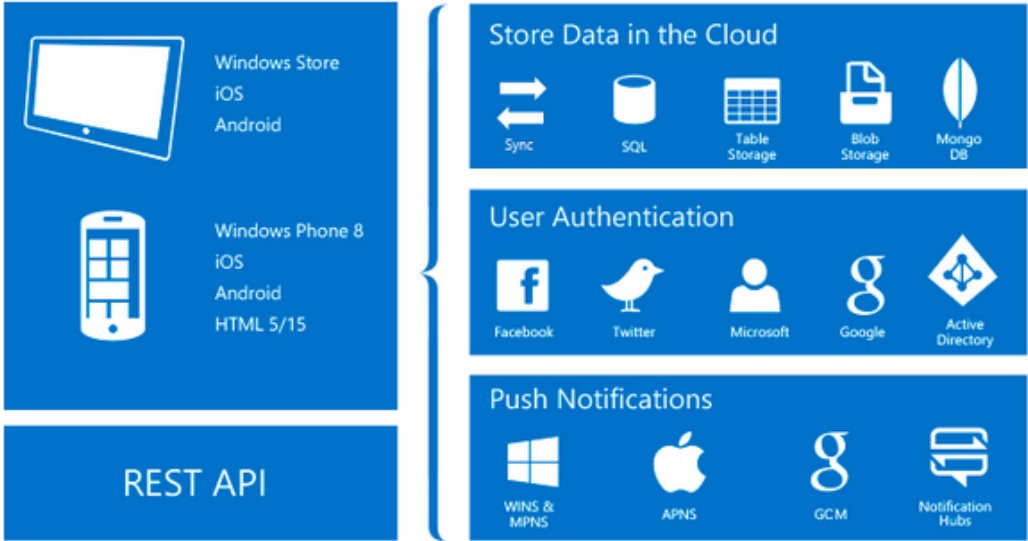 Windows Store
iOS
Android
Windows Phone 8
iOS
Android
HTML 5/15
REST API
Store Data in the Cloud
Sync
SQL
Table
Storage
Blob
Storage
Mongo
DB
User Authentication
Facebook
Twitter
Microsoft
Google
Active
Directory
Push Notifications
WINS &
MPNS
APNS
GCM
Notification
Hubs